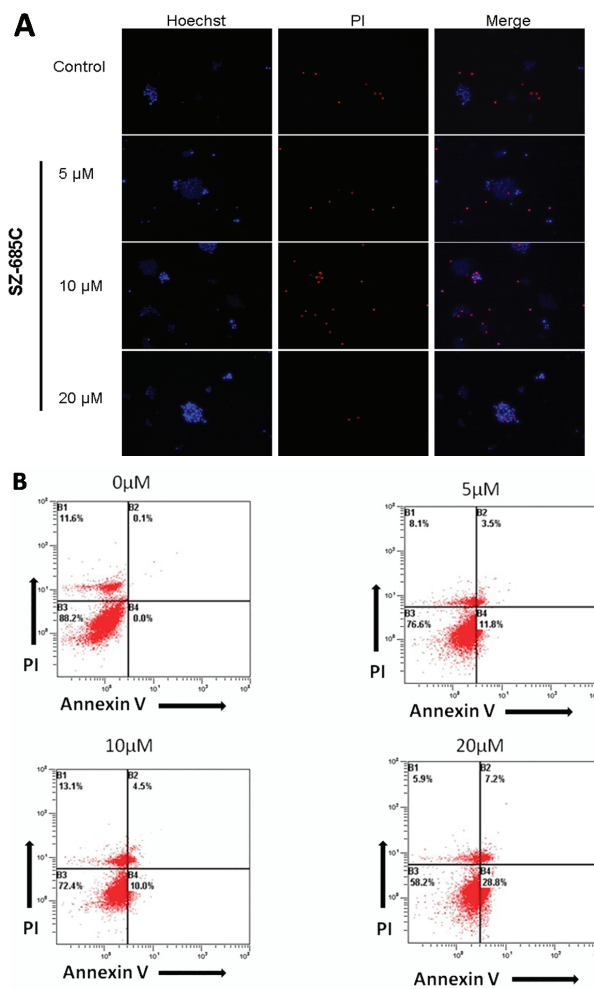 A
Hoechst PI Merge
Control
5 µM
10 µM
20 µM
SZ-685C
B
0µM
10²
B1
11.6%
B2
0.1%
10¹
B3
88.2%
B4
0.0%
PI
Annexin V
5µM
B1
8.1%
B2
3.5%
B3
76.6%
B4
11.8%
PI
Annexin V
10µM
B1
13.1%
B2
4.5%
B3
72.4%
B4
10.0%
PI
Annexin V
20µM
B1
5.9%
B2
7.2%
B3
58.2%
B4
28.8%
PI
Annexin V